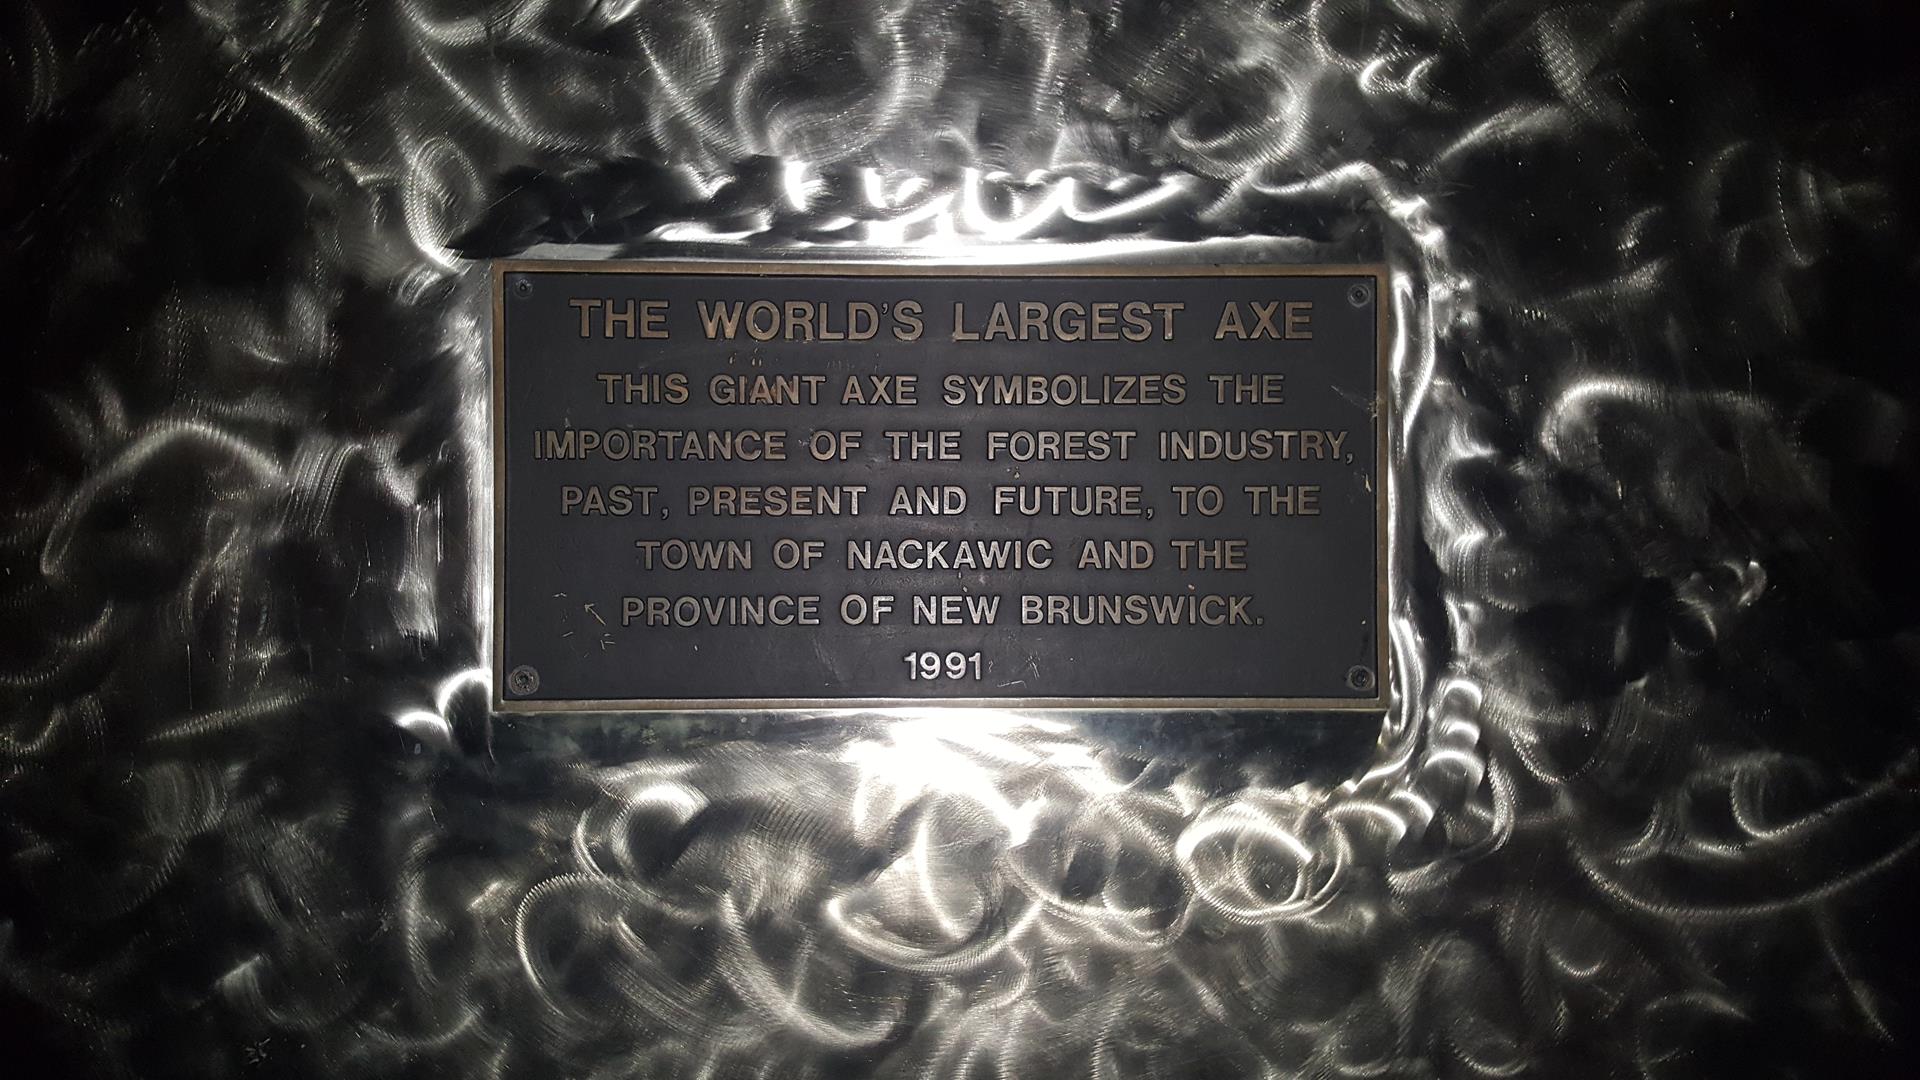 THE WORLD'S LARGEST AXE
THIS GIANT AXE SYMBOLIZES THE
IMPORTANCE OF THE FOREST INDUSTRY,
PAST, PRESENT AND FUTURE, TO THE
TOWN OF NACKAWIC AND THE
PROVINCE OF NEW BRUNSWICK.
1991